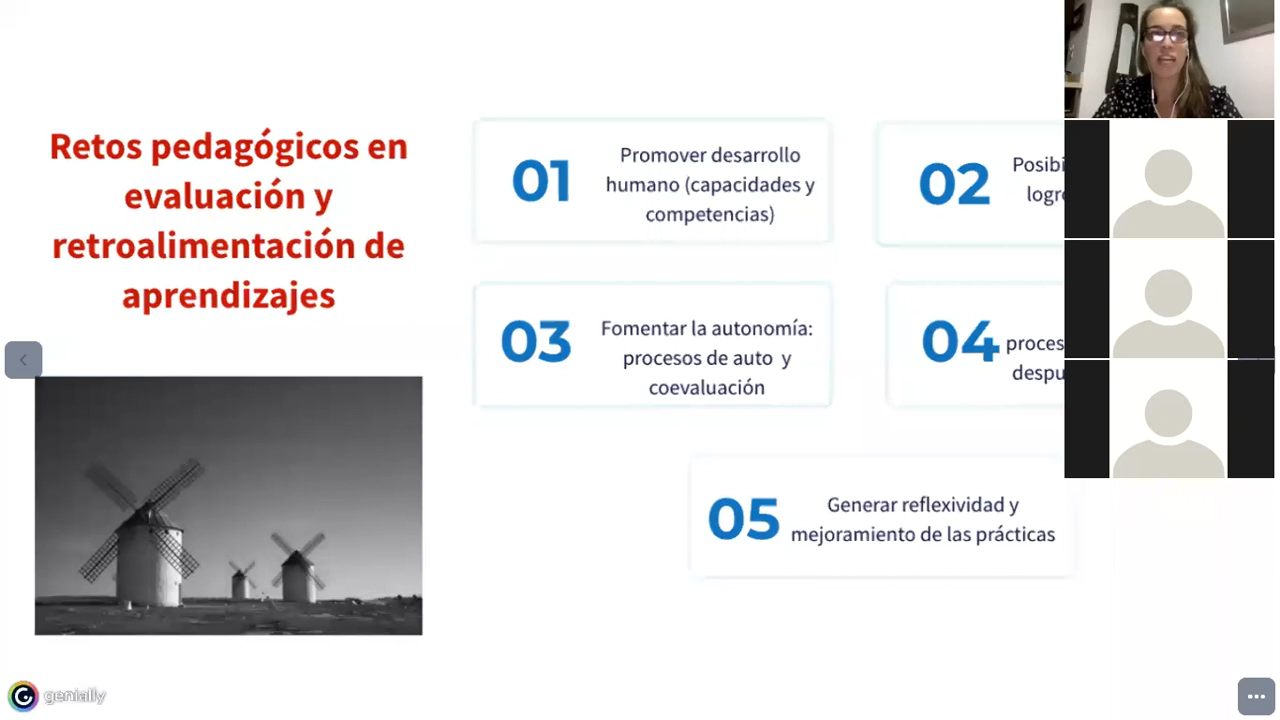 Retos pedagógicos en
evaluación y
retroalimentación de
aprendizajes
01
Promover desarrollo
humano (capacidades y
competencias)
02
03
Fomentar la autonomía:
procesos de auto y
coevaluación
04
05
Generar reflexividad y
mejoramiento de las prácticas
genially